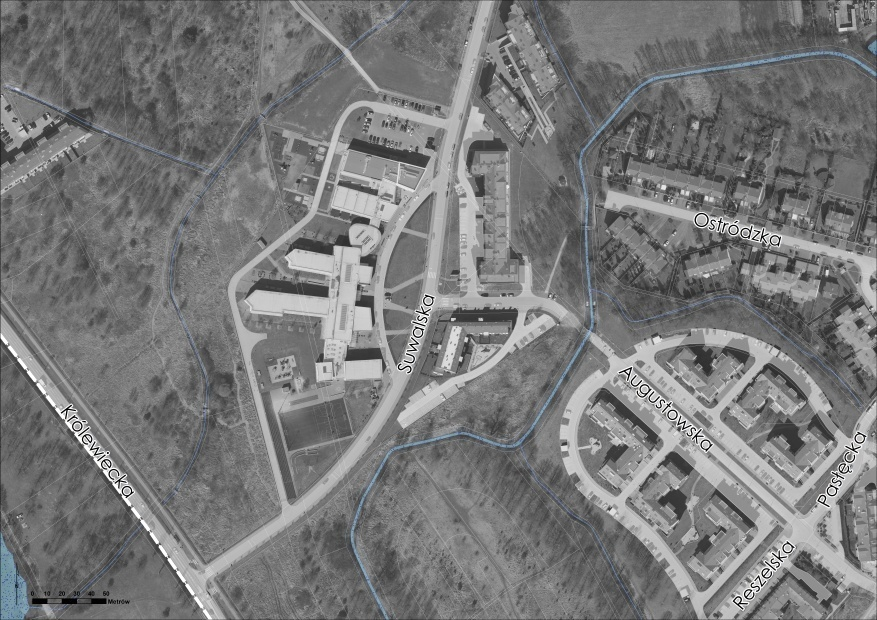 Ostródzka
Suwalska
Augustowska
Królewiecka
Pasłęcka
Reszelska
0 10 20 30 40 50
Metrów